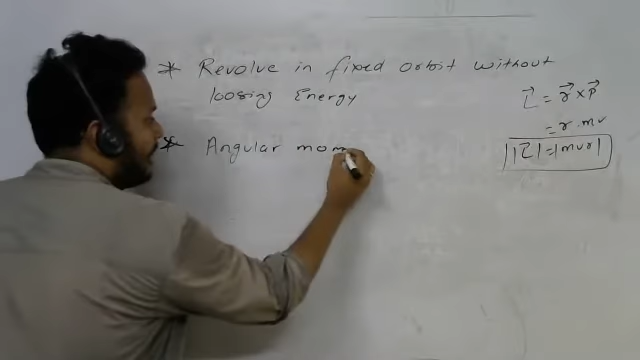 * Revolve in fixed orbit without
loosing Energy
* Angular mom
L⃗ = r⃗ × P⃗
= r . mv
|L⃗| = |mvr|